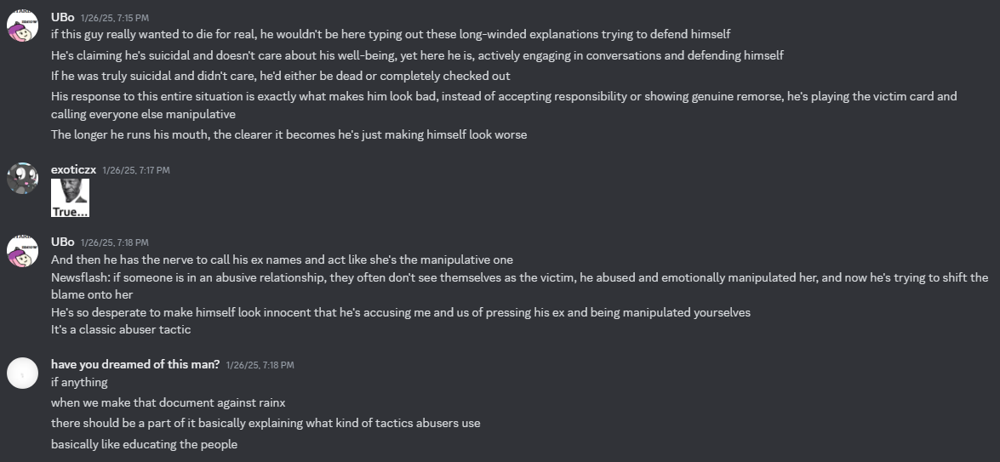 UBo 1/26/25, 7:15 PM
if this guy really wanted to die for real, he wouldn't be here typing out these long-winded explanations trying to defend himself
He's claiming he's suicidal and doesn't care about his well-being, yet here he is, actively engaging in conversations and defending himself
If he was truly suicidal and didn't care, he'd either be dead or completely checked out
His response to this entire situation is exactly what makes him look bad, instead of accepting responsibility or showing genuine remorse, he's playing the victim card and
calling everyone else manipulative
The longer he runs his mouth, the clearer it becomes he's just making himself look worse
exoticzx 1/26/25, 7:17 PM
True...
UBo 1/26/25, 7:18 PM
And then he has the nerve to call his ex names and act like she's the manipulative one
Newsflash: if someone is in an abusive relationship, they often don't see themselves as the victim, he abused and emotionally manipulated her, and now he's trying to shift the
blame onto her
He's so desperate to make himself look innocent that he's accusing me and us of pressing his ex and being manipulated yourselves
It's a classic abuser tactic
have you dreamed of this man? 1/26/25, 7:18 PM
if anything
when we make that document against rainx
there should be a part of it basically explaining what kind of tactics abusers use
basically like educating the people